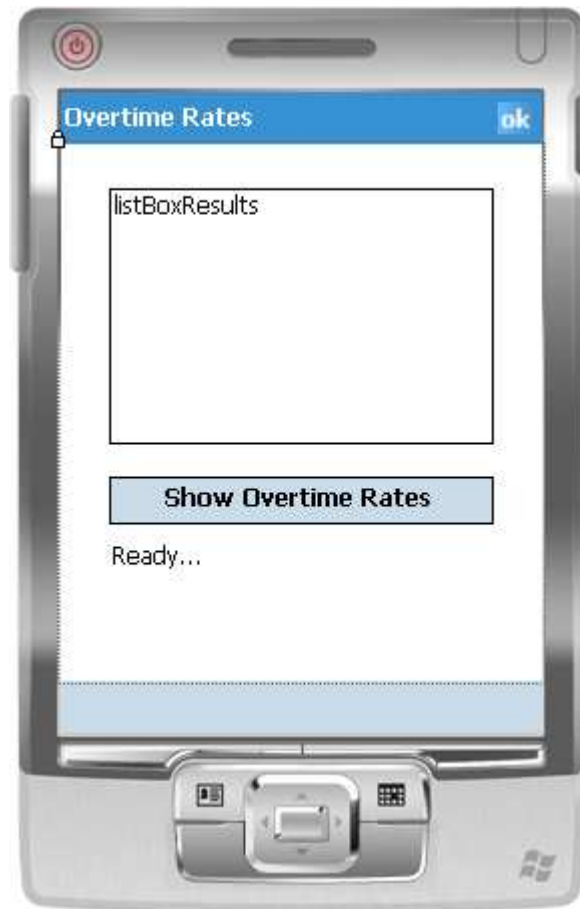 Overtime Rates
ok
listBoxResults
Show Overtime Rates
Ready...